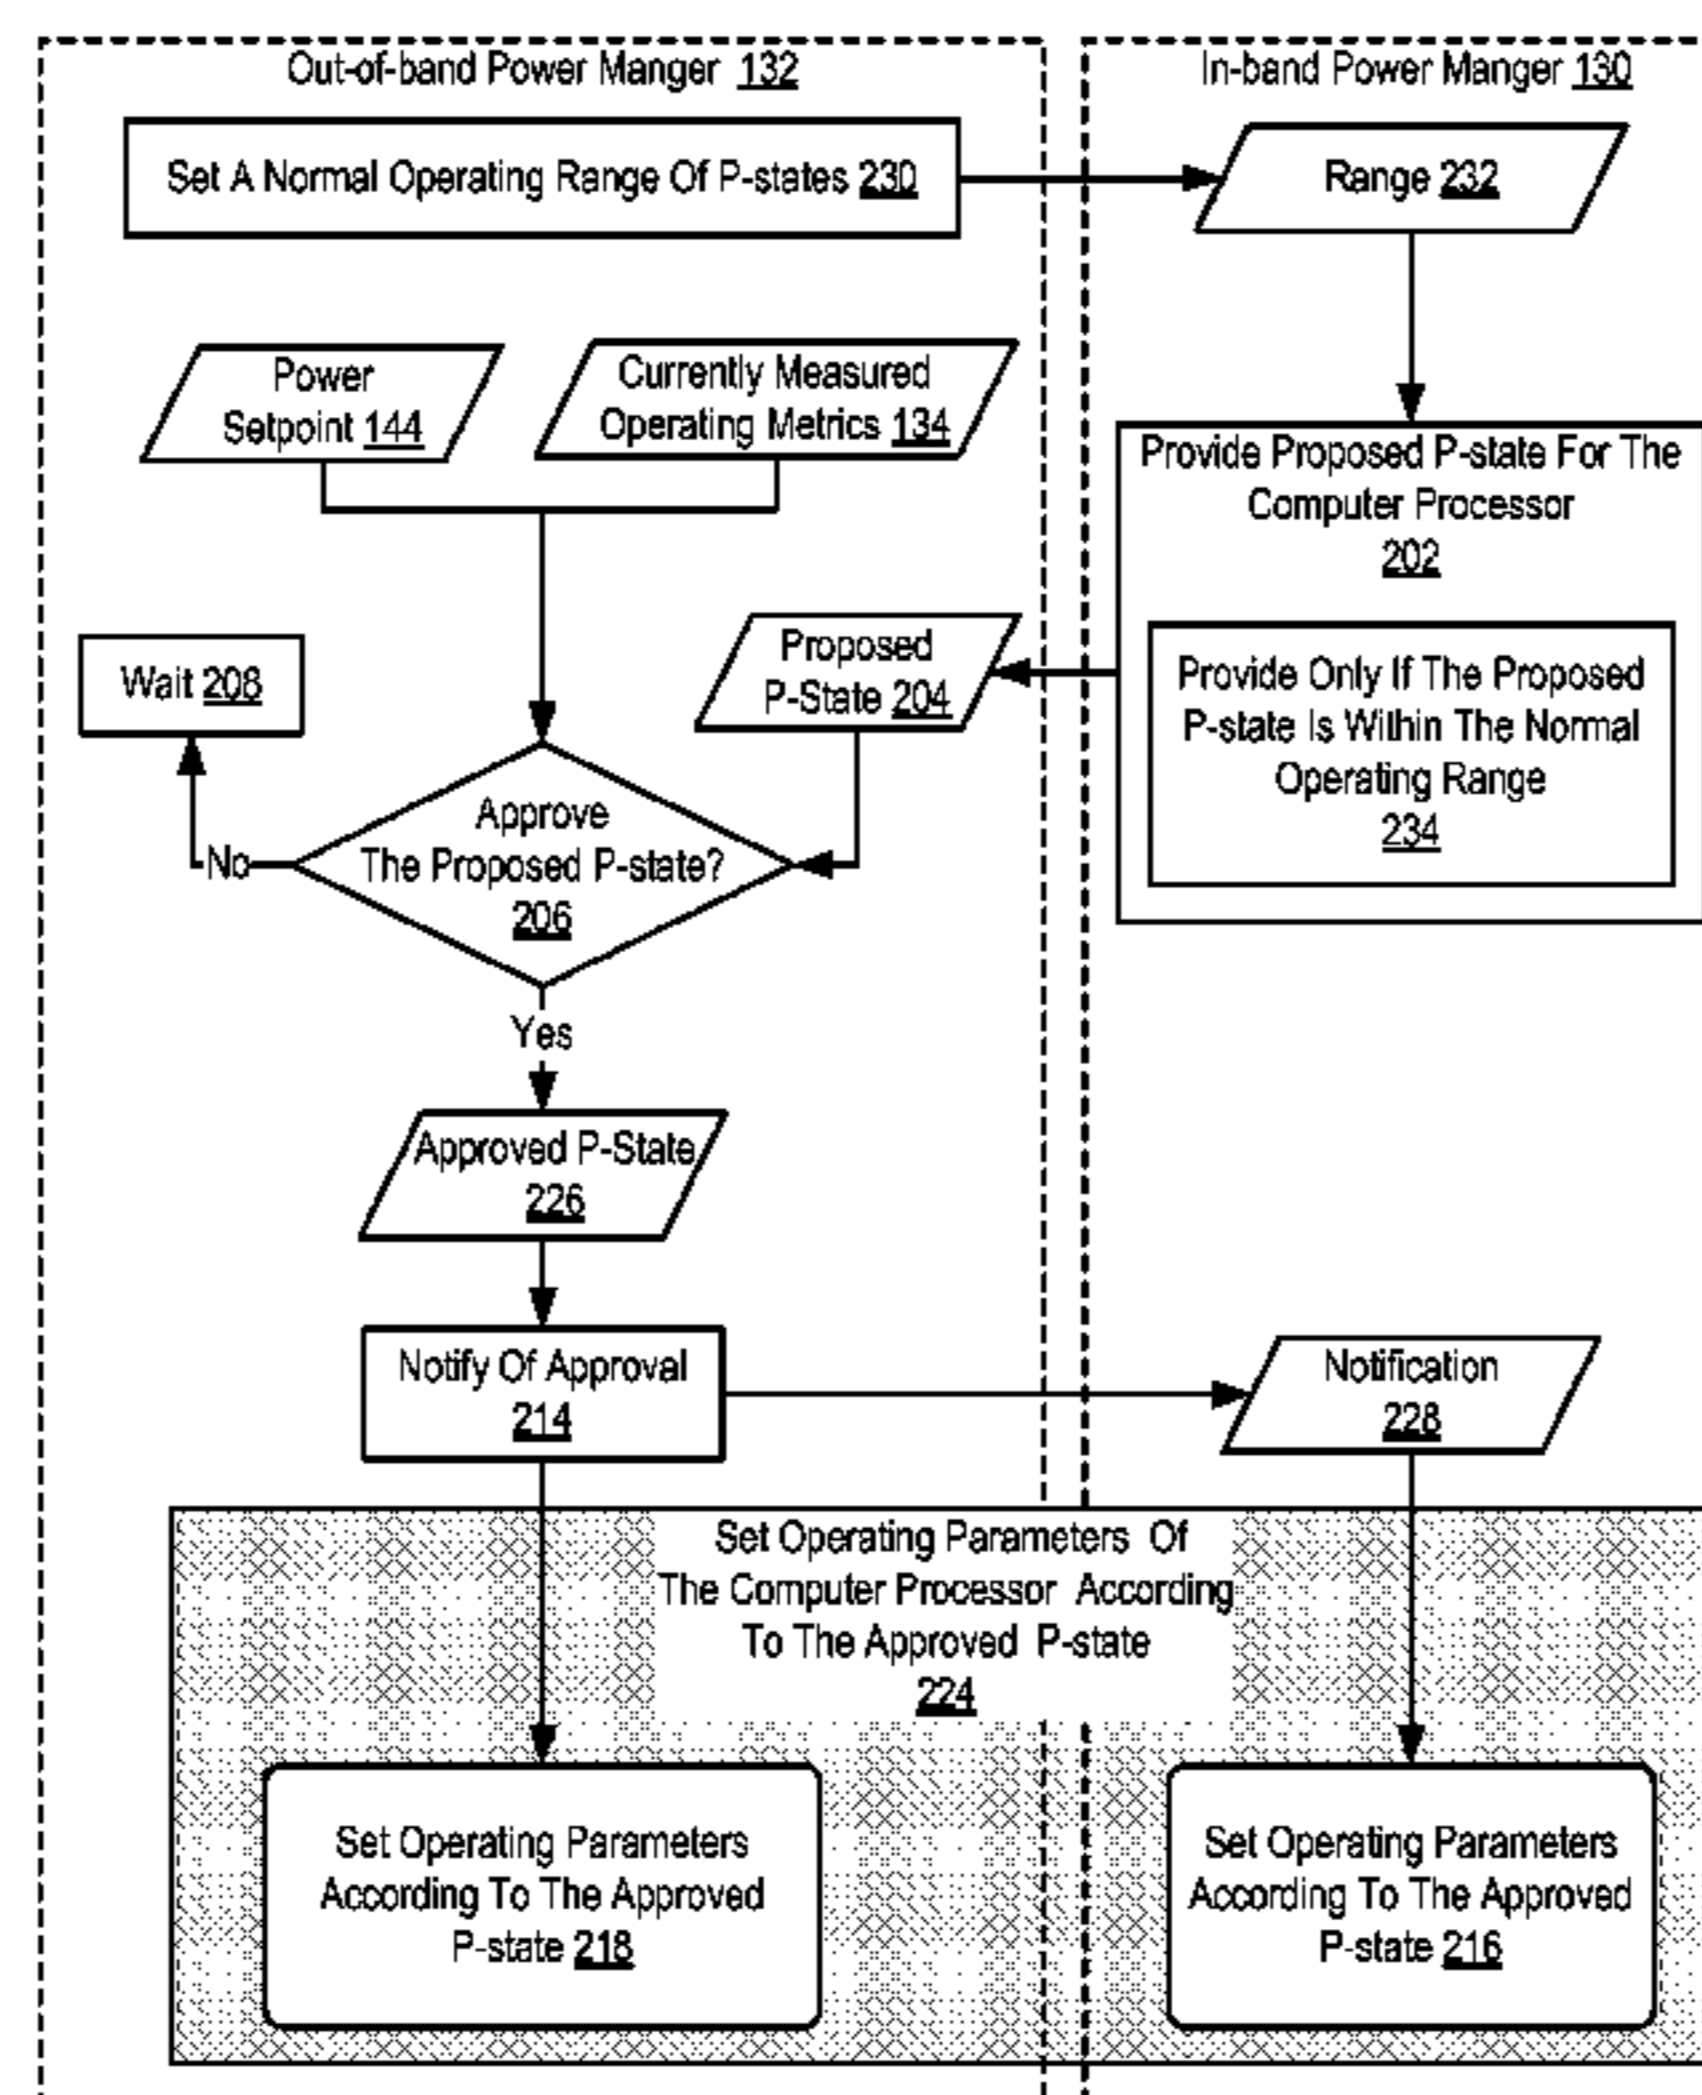 Out-of-band Power Manger 132
In-band Power Manger 130
Set A Normal Operating Range Of P-states 230
Range 232
Power
Setpoint 144
Currently Measured
Operating Metrics 134
Provide Proposed P-state For The
Computer Processor
202
Proposed
P-State 204
Wait 208
Provide Only If The Proposed
P-state Is Within The Normal
Operating Range
234
Approve
The Proposed P-state?
206
No
Yes
Approved P-State
226
Notify Of Approval
214
Notification
228
Set Operating Parameters Of
The Computer Processor According
To The Approved P-state
224
Set Operating Parameters
According To The Approved
P-state 218
Set Operating Parameters
According To The Approved
P-state 216